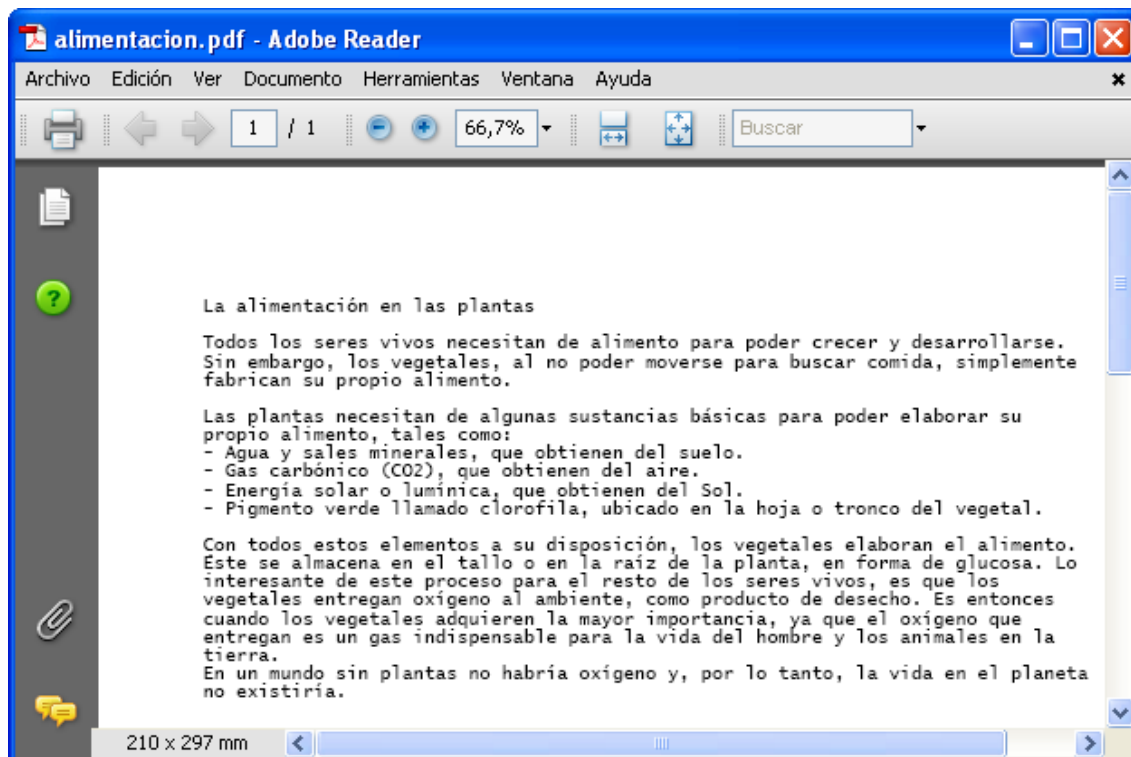 alimentacion.pdf - Adobe Reader
Archivo Edición Ver Documento Herramientas Ventana Ayuda
1 / 1 66,7% Buscar
La alimentación en las plantas
Todos los seres vivos necesitan de alimento para poder crecer y desarrollarse.
Sin embargo, los vegetales, al no poder moverse para buscar comida, simplemente
fabrican su propio alimento.
Las plantas necesitan de algunas sustancias básicas para poder elaborar su
propio alimento, tales como:
- Agua y sales minerales, que obtienen del suelo.
- Gas carbónico (CO2), que obtienen del aire.
- Energía solar o lumínica, que obtienen del Sol.
- Pigmento verde llamado clorofila, ubicado en la hoja o tronco del vegetal.
Con todos estos elementos a su disposición, los vegetales elaboran el alimento.
Éste se almacena en el tallo o en la raíz de la planta, en forma de glucosa. Lo
interesante de este proceso para el resto de los seres vivos, es que los
vegetales entregan oxígeno al ambiente, como producto de desecho. Es entonces
cuando los vegetales adquieren la mayor importancia, ya que el oxígeno que
entregan es un gas indispensable para la vida del hombre y los animales en la
tierra.
En un mundo sin plantas no habría oxígeno y, por lo tanto, la vida en el planeta
no existiría.
210 x 297 mm